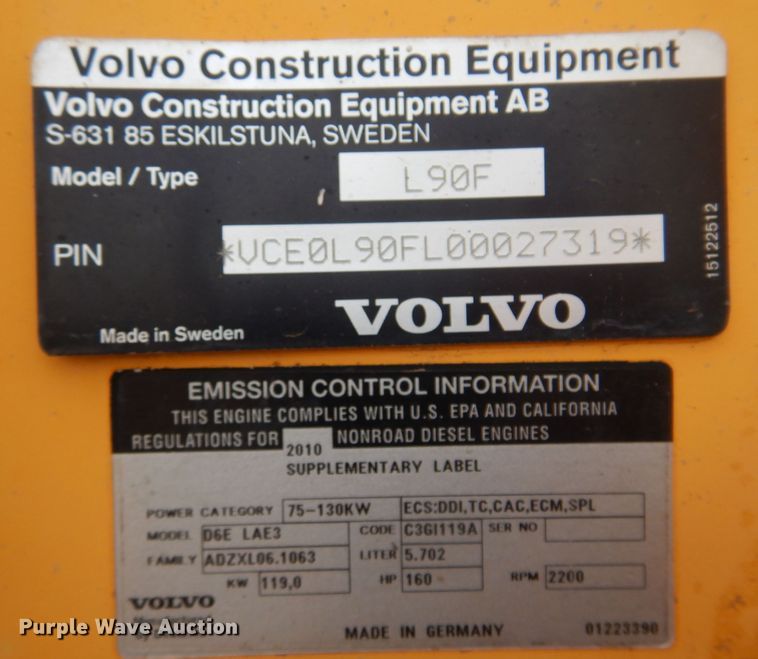 Volvo Construction Equipment
Volvo Construction Equipment AB
S-631 85 ESKILSTUNA, SWEDEN
Model / Type L90F
PIN *VCE0L90FL00027319*
15122512
Made in Sweden VOLVO
EMISSION CONTROL INFORMATION
THIS ENGINE COMPLIES WITH U.S. EPA AND CALIFORNIA
REGULATIONS FOR 2010 NONROAD DIESEL ENGINES
SUPPLEMENTARY LABEL
POWER CATEGORY 75-130KW ECS:DDI,TC,CAC,ECM,SPL
MODEL D6E LAE3 CODE C3GI119A SER NO
FAMILY ADZXL06.1063 LITER 5.702
KW 119,0 HP 160 RPM 2200
VOLVO
MADE IN GERMANY 01223390
Purple Wave Auction